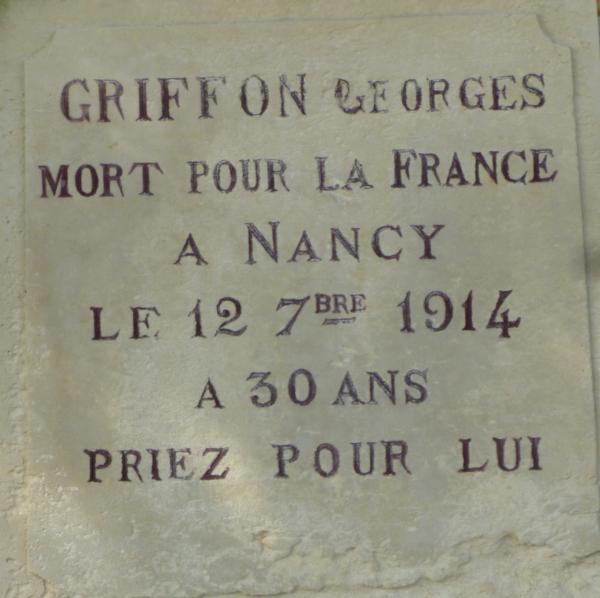 GRIFFON GEORGES
MORT POUR LA FRANCE
A NANCY
LE 12 7BRE 1914
A 30 ANS
PRIEZ POUR LUI